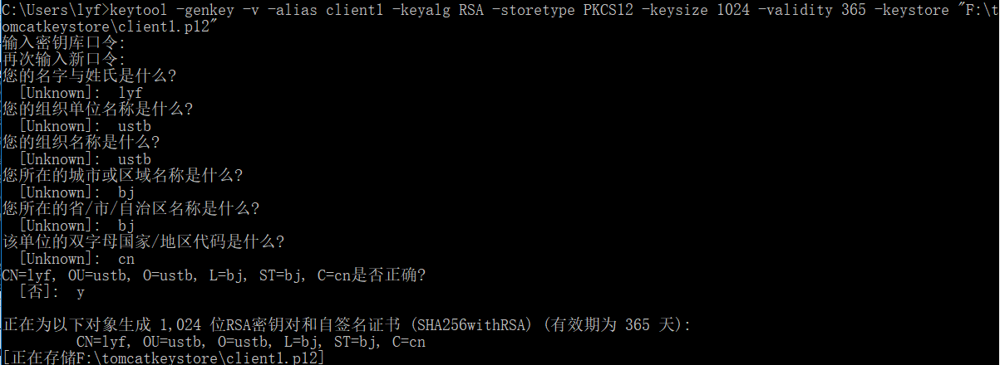 C:\Users\lyf>keytool -genkey -v -alias client1 -keyalg RSA -storetype PKCS12 -keysize 1024 -validity 365 -keystore "F:\t
omcatkeystore\client1.p12"
输入密钥库口令:
再次输入新口令:
您的名字与姓氏是什么?
[Unknown]: lyf
您的组织单位名称是什么?
[Unknown]: ustb
您的组织名称是什么?
[Unknown]: ustb
您所在的城市或区域名称是什么?
[Unknown]: bj
您所在的省/市/自治区名称是什么?
[Unknown]: bj
该单位的双字母国家/地区代码是什么?
[Unknown]: cn
CN=lyf, OU=ustb, O=ustb, L=bj, ST=bj, C=cn是否正确?
[否]: y
正在为以下对象生成 1,024 位RSA密钥对和自签名证书 (SHA256withRSA) (有效期为 365 天):
CN=lyf, OU=ustb, O=ustb, L=bj, ST=bj, C=cn
[正在存储F:\tomcatkeystore\client1.p12]